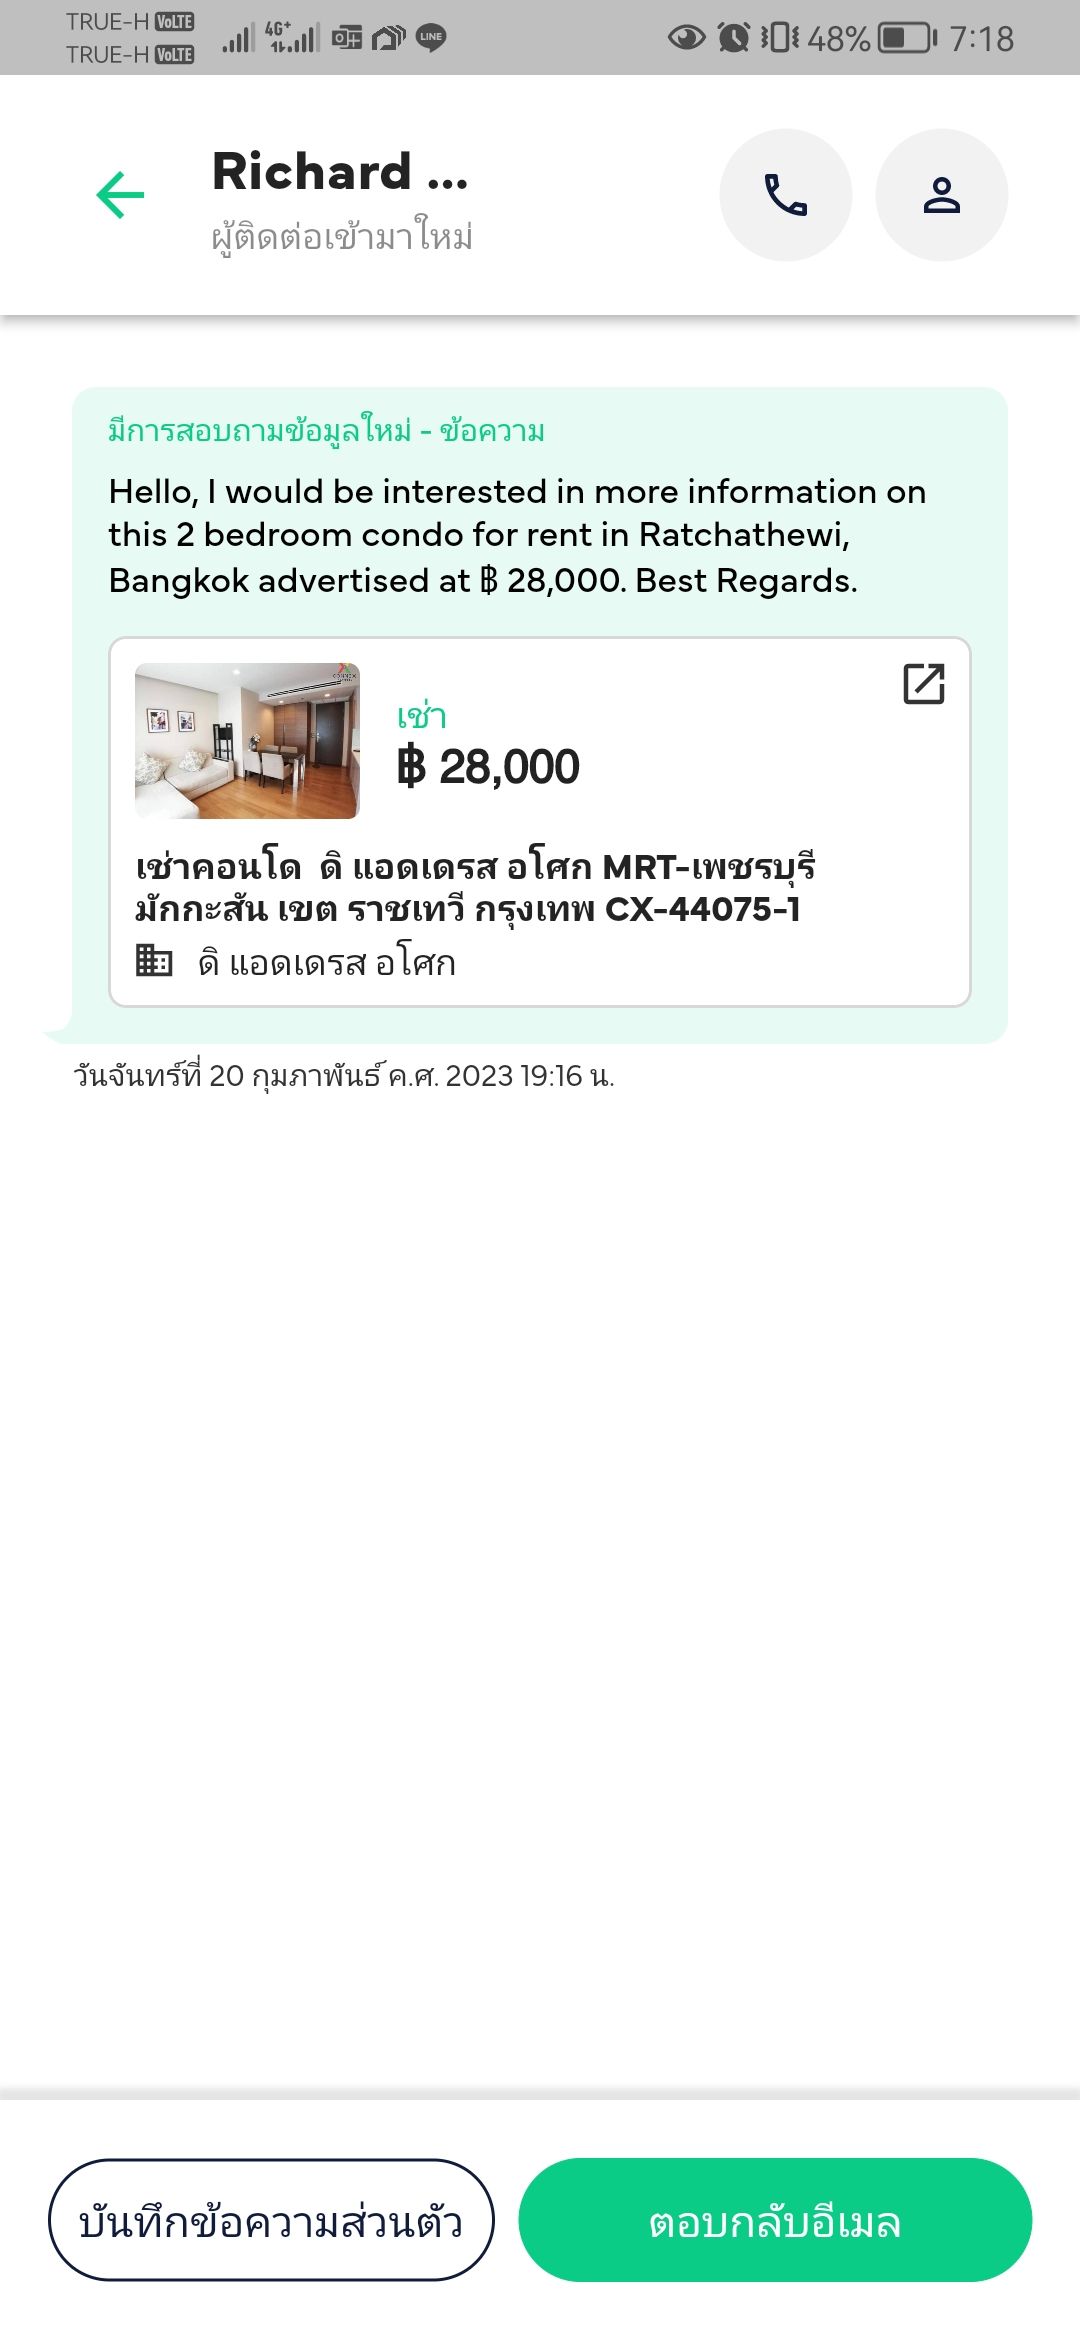 TRUE-H VoLTE
TRUE-H VoLTE
4G+
LINE
48%
7:18
Richard ...
ผู้ติดต่อเข้ามาใหม่
มีการสอบถามข้อมูลใหม่ - ข้อความ
Hello, I would be interested in more information on
this 2 bedroom condo for rent in Ratchathewi,
Bangkok advertised at ฿ 28,000. Best Regards.
เช่า
฿ 28,000
เช่าคอนโด ดิ แอดเดรส อโศก MRT-เพชรบุรี
มักกะสัน เขต ราชเทวี กรุงเทพ CX-44075-1
ดิ แอดเดรส อโศก
วันจันทร์ที่ 20 กุมภาพันธ์ ค.ศ. 2023 19:16 น.
บันทึกข้อความส่วนตัว
ตอบกลับอีเมล